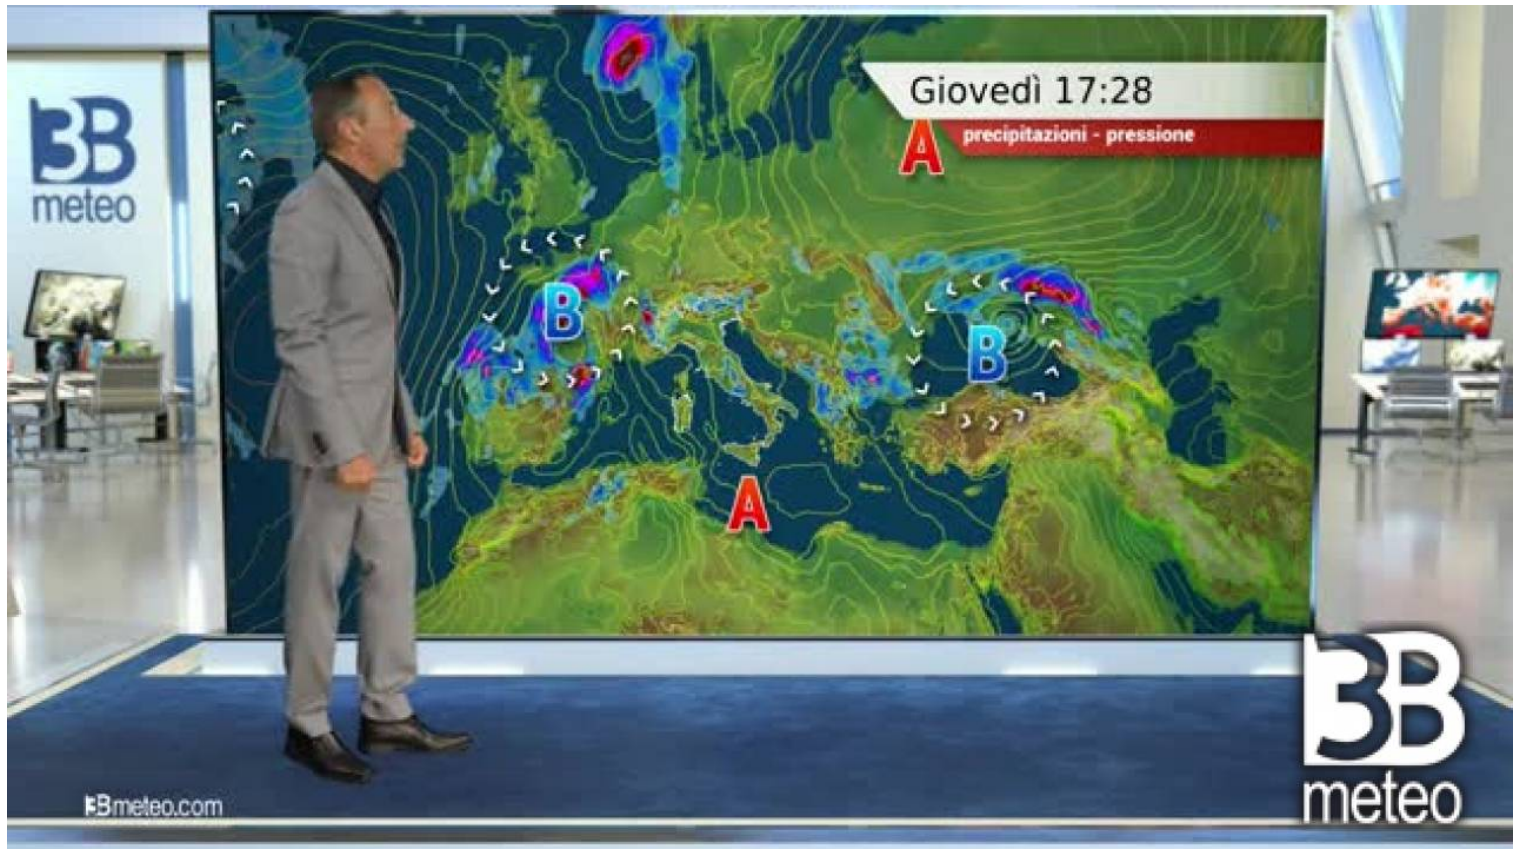 3B
meteo
Giovedì 17:28
precipitazioni - pressione
A
B
B
A
3Bmeteo.com
3B
meteo